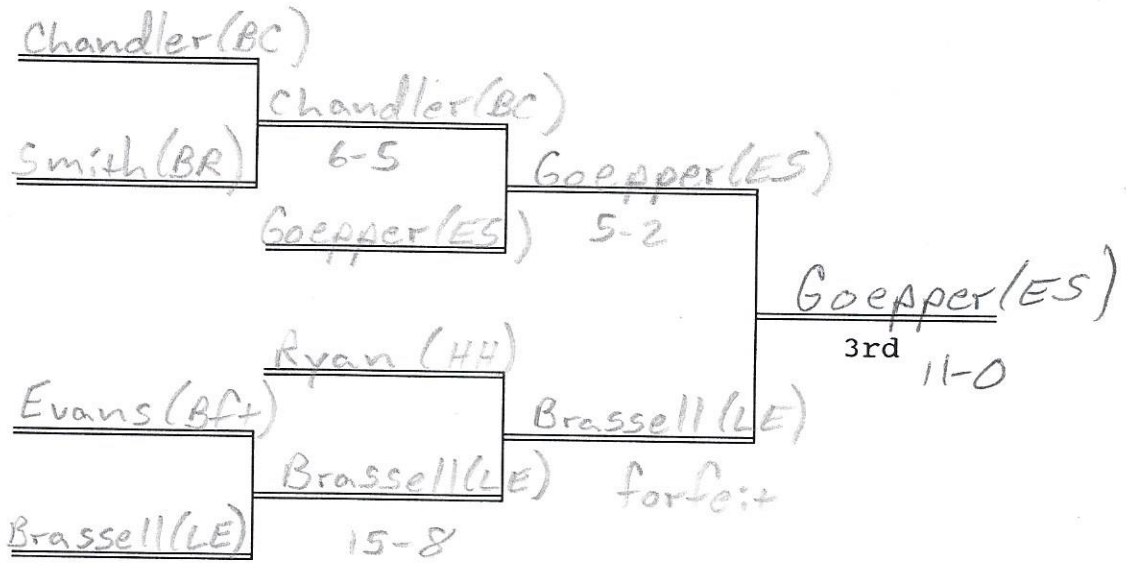 Chandler(BC)
Chandler(BC)
Smith(BR)
6-5
Goepper(ES)
5-2
Goepper(ES)
Goepper(ES)
3rd
11-0
Ryan (HH)
Evans(Bft)
Brassell(LE)
Brassell(LE)
forfeit
Brassell(LE)
15-8